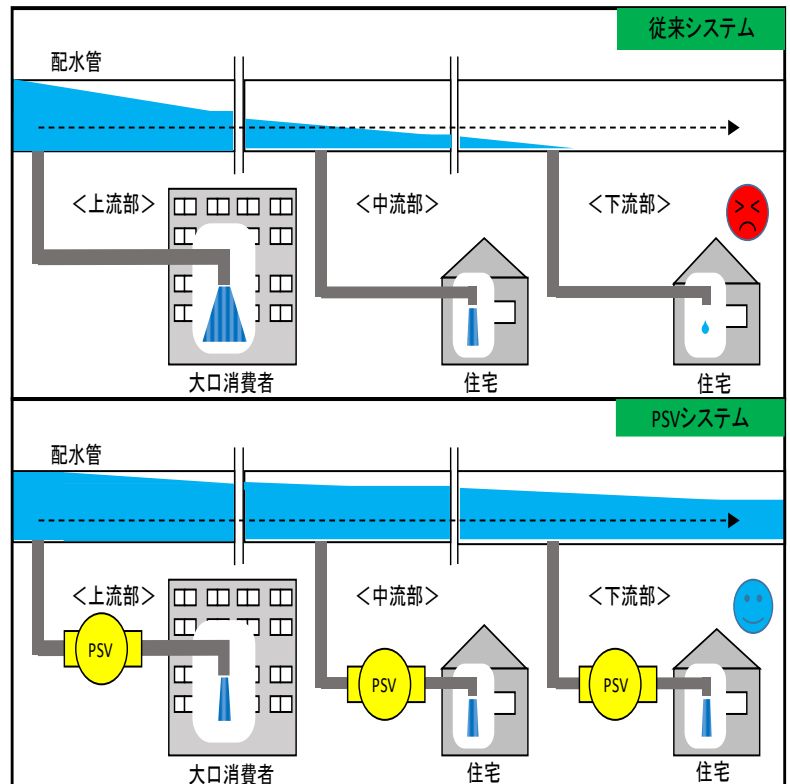 従来システム
配水管
＜上流部＞
＜中流部＞
＜下流部＞
大口消費者
住宅
住宅
PSVシステム
配水管
＜上流部＞
＜中流部＞
＜下流部＞
PSV
PSV
PSV
大口消費者
住宅
住宅